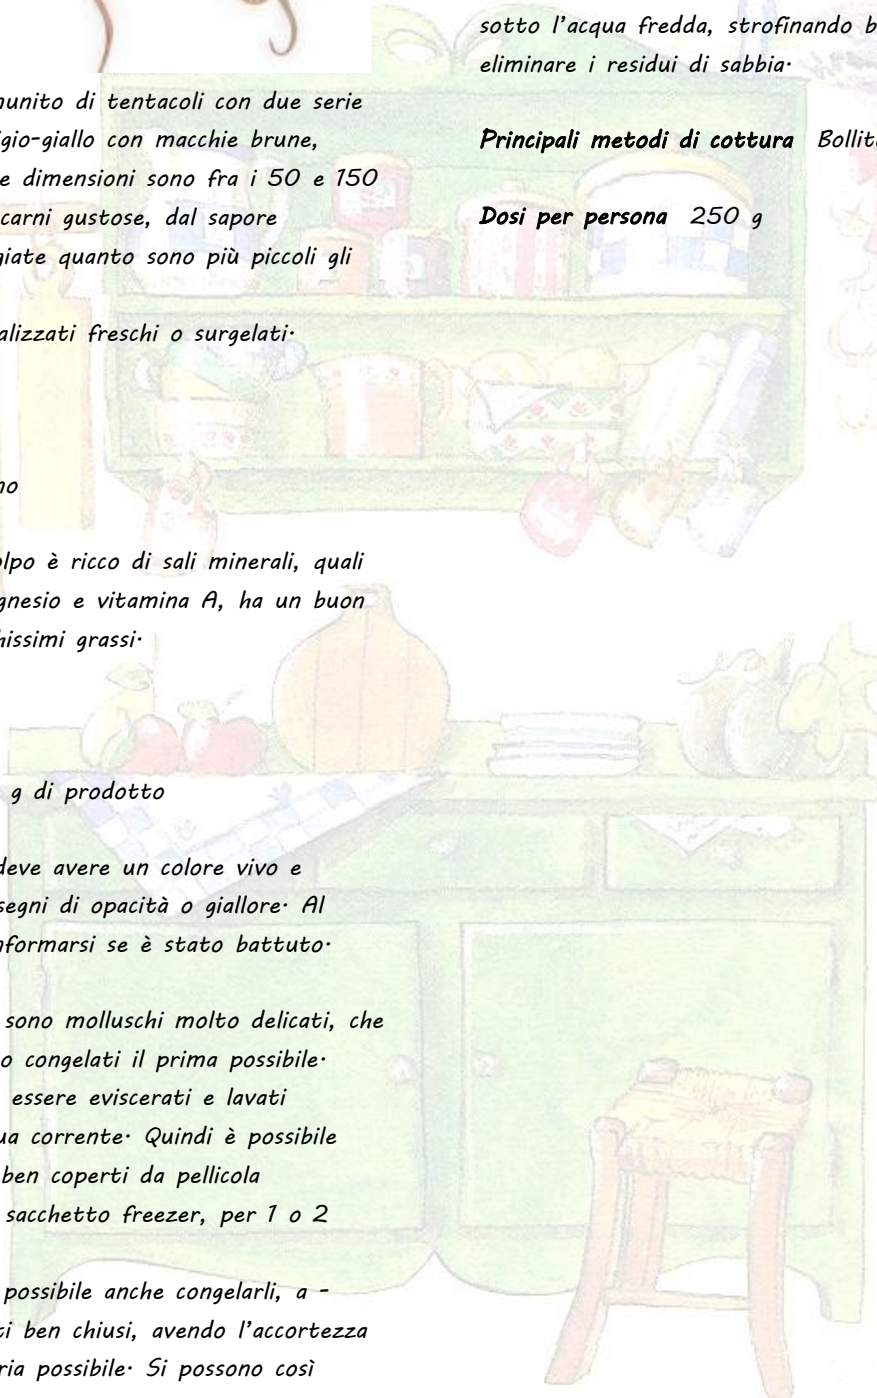 munito di tentacoli con due serie
gio-giallo con macchie brune,
e dimensioni sono fra i 50 e 150
carni gustose, dal sapore
giate quanto sono più piccoli gli
alizzati freschi o surgelati·
no
olpo è ricco di sali minerali, quali
gnesio e vitamina A, ha un buon
hissimi grassi·
g di prodotto
deve avere un colore vivo e
segni di opacità o giallore· Al
nformarsi se è stato battuto·
sono molluschi molto delicati, che
o congelati il prima possibile·
essere eviscerati e lavati
ua corrente· Quindi è possibile
ben coperti da pellicola
sacchetto freezer, per 1 o 2
possibile anche congelarli, a -
ti ben chiusi, avendo l'accortezza
ria possibile· Si possono così
sotto l'acqua fredda, strofinando b
eliminare i residui di sabbia·
Principali metodi di cottura Bollit
Dosi per persona 250 g